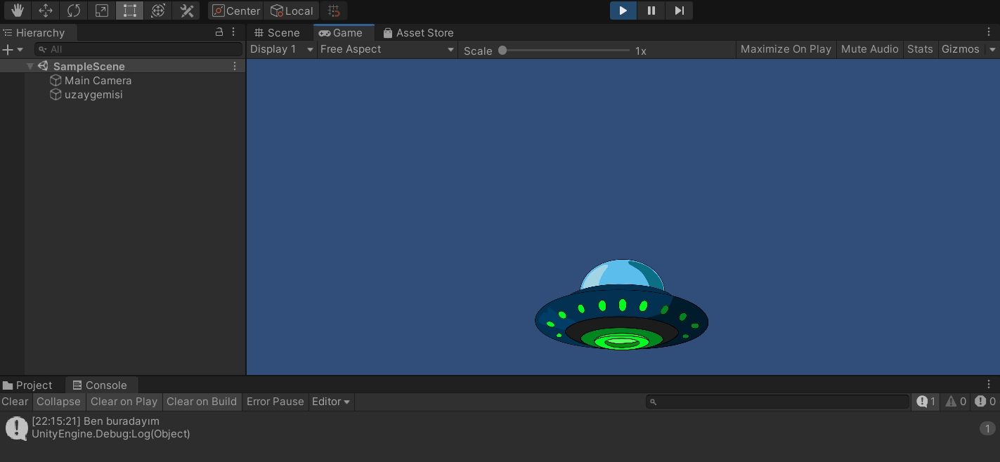 Center Local
Hierarchy
All
SampleScene
Main Camera
uzaygemisi
Scene Game Asset Store
Display 1 Free Aspect Scale 1x Maximize On Play Mute Audio Stats Gizmos
Project Console
Clear Collapse Clear on Play Clear on Build Error Pause Editor 1 0 0
[22:15:21] Ben buradayım
UnityEngine.Debug:Log(Object)
1